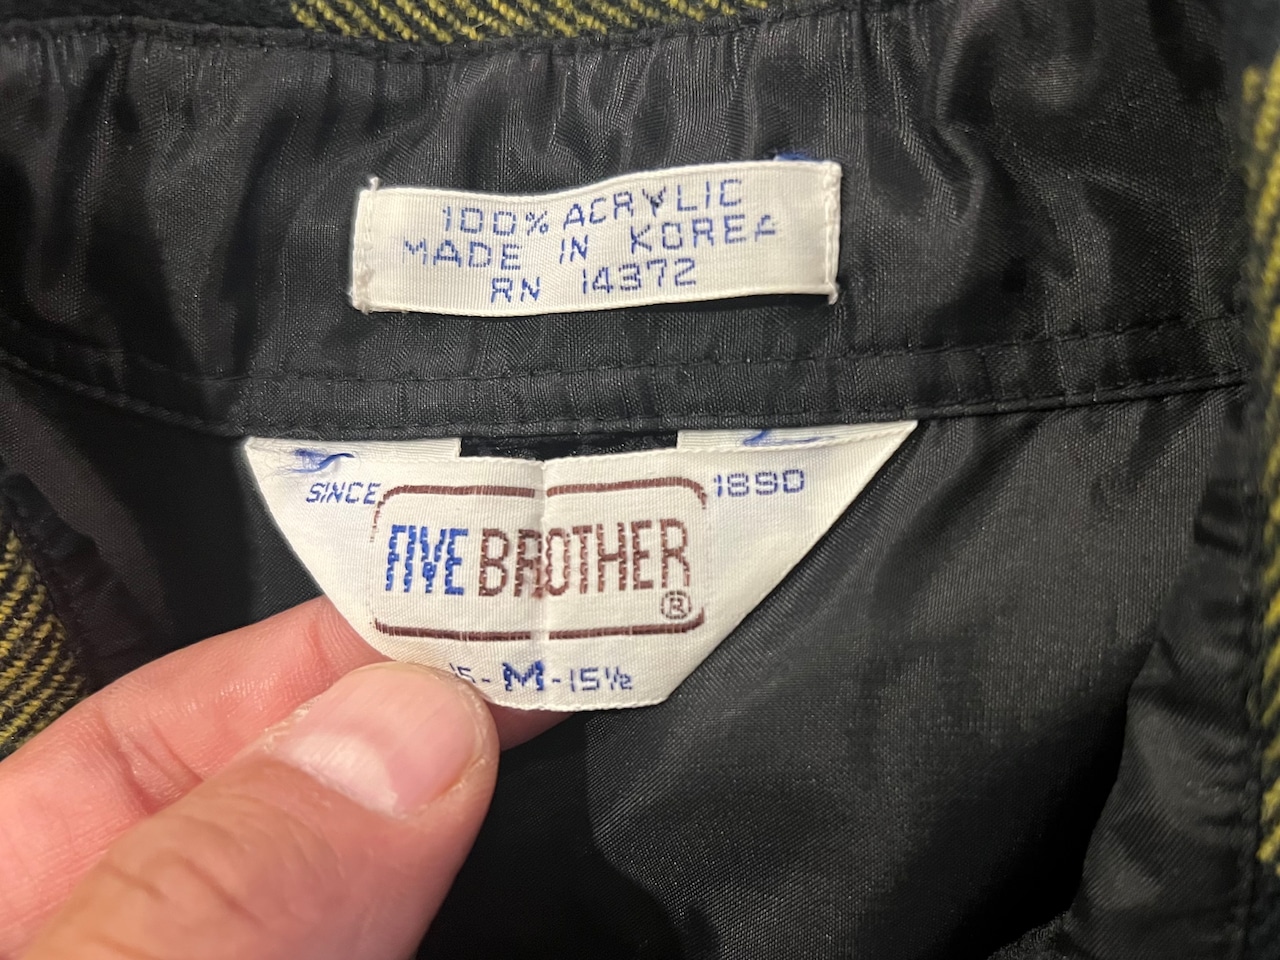 100% ACRYLIC
MADE IN KOREA
RN 14372
SINCE 1890
FIVE BROTHER ®
15-M-15½